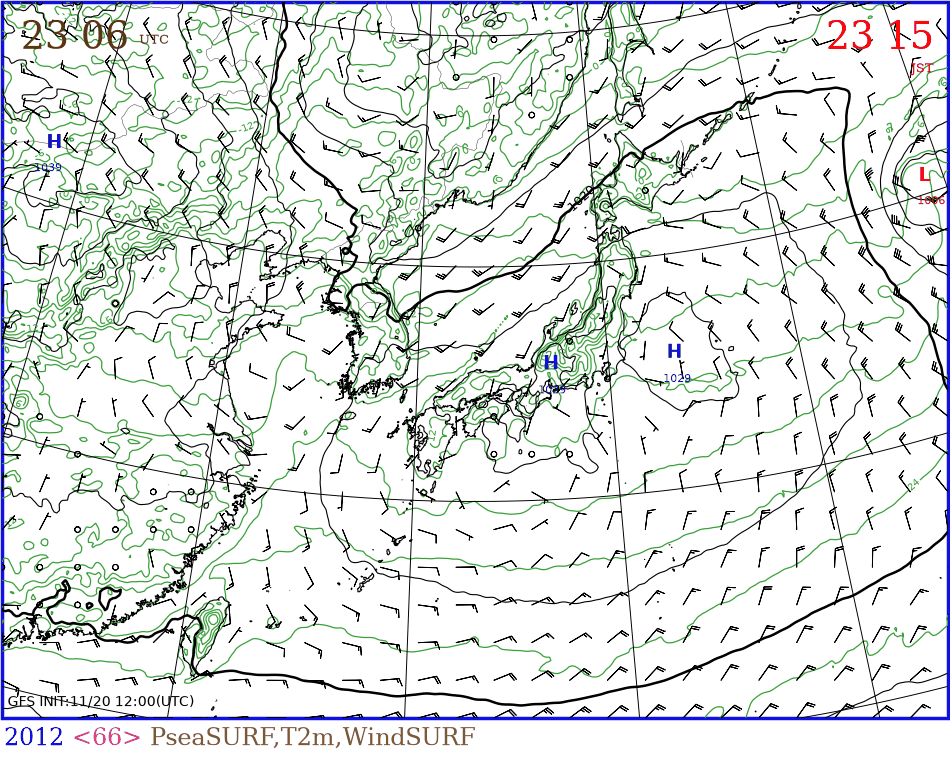 23 06 UTC
23 15
JST
H
1039
L
1006
H
1029
H
1029
GFS INIT:11/20 12:00(UTC)
2012 <66> PseaSURF,T2m,WindSURF